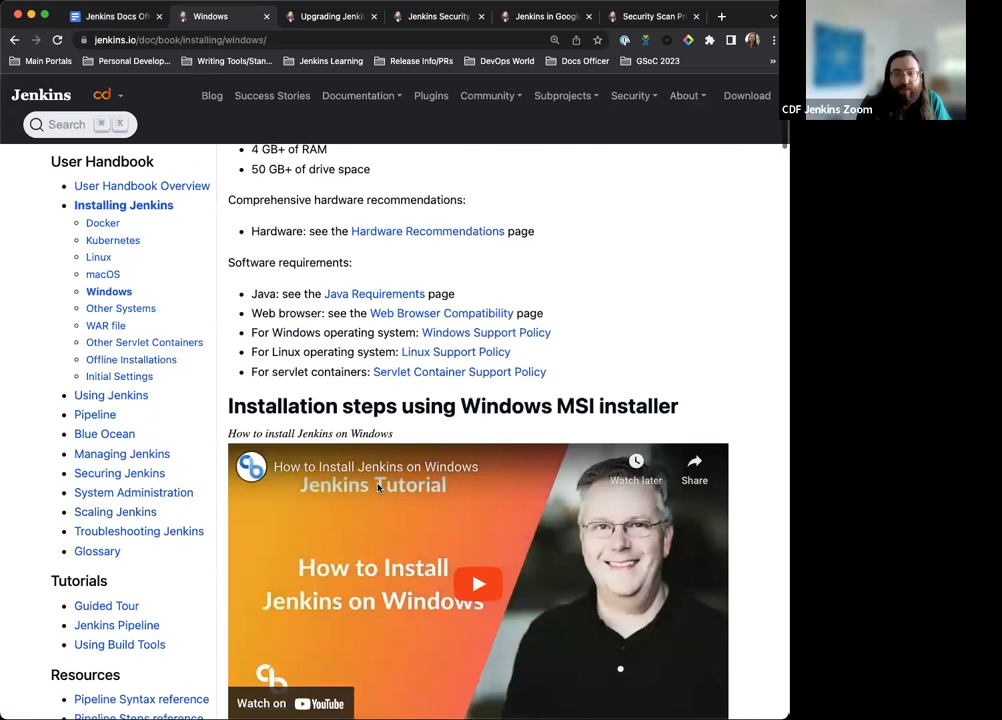 Jenkins Docs Of
Windows
Upgrading Jenki
Jenkins Security
Jenkins in Goog
Security Scan Pr
jenkins.io/doc/book/installing/windows/
Main Portals
Personal Develop...
Writing Tools/Stan...
Jenkins Learning
Release Info/PRs
DevOps World
Docs Officer
GSoC 2023
»
Jenkins
cd
Blog
Success Stories
Documentation
Plugins
Community
Subprojects
Security
About
Download
Search
K
CDF Jenkins Zoom
User Handbook
User Handbook Overview
Installing Jenkins
Docker
Kubernetes
Linux
macOS
Windows
Other Systems
WAR file
Other Servlet Containers
Offline Installations
Initial Settings
Using Jenkins
Pipeline
Blue Ocean
Managing Jenkins
Securing Jenkins
System Administration
Scaling Jenkins
Troubleshooting Jenkins
Glossary
Tutorials
Guided Tour
Jenkins Pipeline
Using Build Tools
Resources
Pipeline Syntax reference
Pipeline Steps reference
4 GB+ of RAM
50 GB+ of drive space
Comprehensive hardware recommendations:
Hardware: see the Hardware Recommendations page
Software requirements:
Java: see the Java Requirements page
Web browser: see the Web Browser Compatibility page
For Windows operating system: Windows Support Policy
For Linux operating system: Linux Support Policy
For servlet containers: Servlet Container Support Policy
Installation steps using Windows MSI installer
How to install Jenkins on Windows
How to Install Jenkins on Windows
Jenkins Tutorial
Watch later
Share
How to Install
Jenkins on Windows
Watch on YouTube